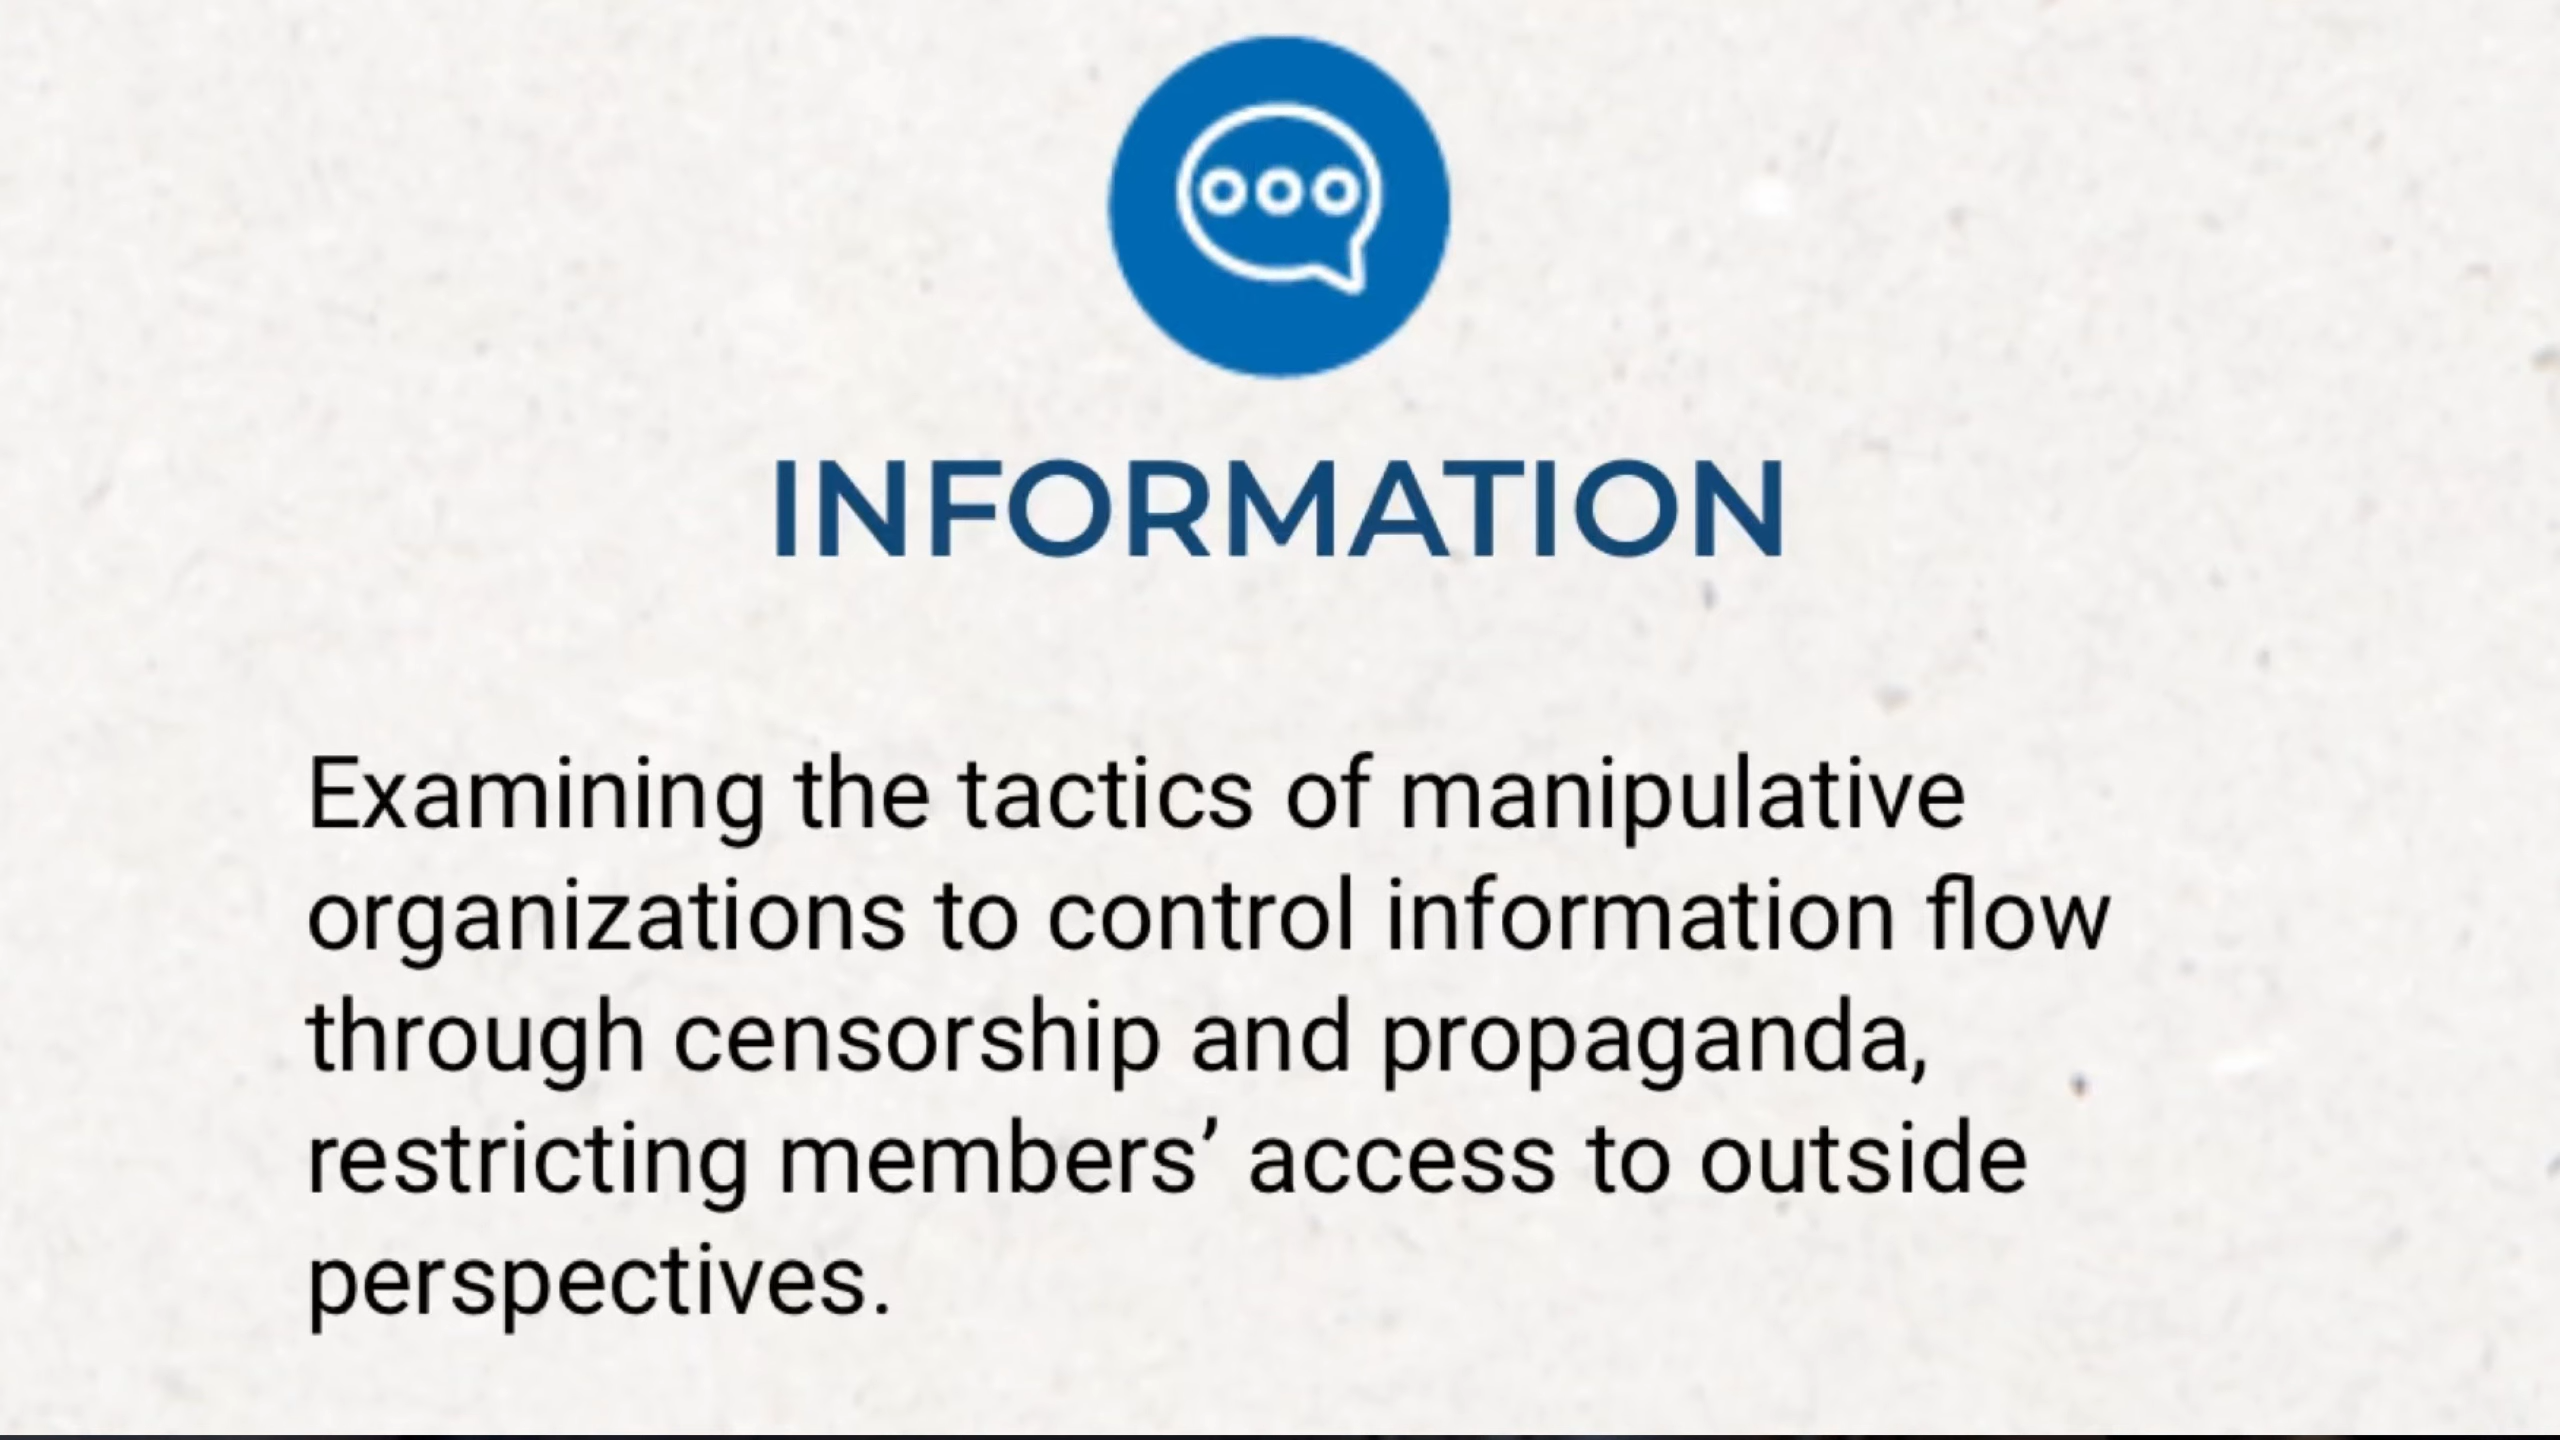 INFORMATION
Examining the tactics of manipulative
organizations to control information flow
through censorship and propaganda,
restricting members’ access to outside
perspectives.